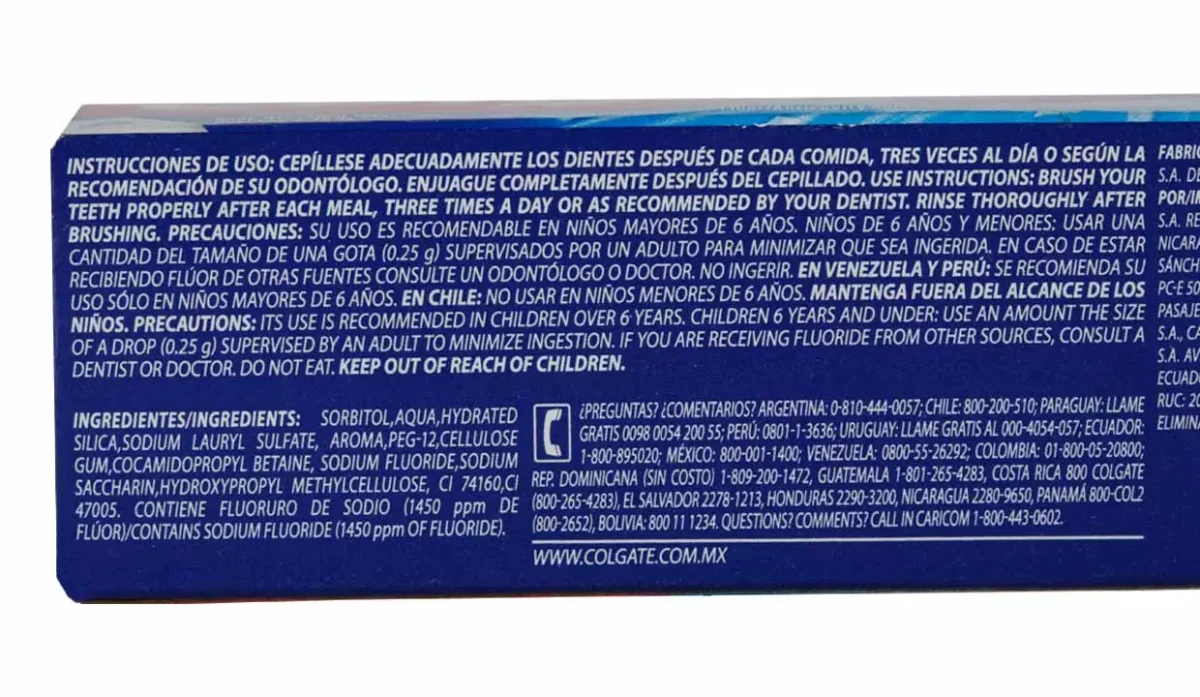 INSTRUCCIONES DE USO: CEPÍLLESE ADECUADAMENTE LOS DIENTES DESPUÉS DE CADA COMIDA, TRES VECES AL DÍA O SEGÚN LA
RECOMENDACIÓN DE SU ODONTÓLOGO. ENJUAGUE COMPLETAMENTE DESPUÉS DEL CEPILLADO. USE INSTRUCTIONS: BRUSH YOUR
TEETH PROPERLY AFTER EACH MEAL, THREE TIMES A DAY OR AS RECOMMENDED BY YOUR DENTIST. RINSE THOROUGHLY AFTER
BRUSHING. PRECAUCIONES: SU USO ES RECOMENDABLE EN NIÑOS MAYORES DE 6 AÑOS. NIÑOS DE 6 AÑOS Y MENORES: USAR UNA
CANTIDAD DEL TAMAÑO DE UNA GOTA (0.25 g) SUPERVISADOS POR UN ADULTO PARA MINIMIZAR QUE SEA INGERIDA. EN CASO DE ESTAR
RECIBIENDO FLÚOR DE OTRAS FUENTES CONSULTE UN ODONTÓLOGO O DOCTOR. NO INGERIR. EN VENEZUELA Y PERÚ: SE RECOMIENDA SU
USO SÓLO EN NIÑOS MAYORES DE 6 AÑOS. EN CHILE: NO USAR EN NIÑOS MENORES DE 6 AÑOS. MANTENGA FUERA DEL ALCANCE DE LOS
NIÑOS. PRECAUTIONS: ITS USE IS RECOMMENDED IN CHILDREN OVER 6 YEARS. CHILDREN 6 YEARS AND UNDER: USE AN AMOUNT THE SIZE
OF A DROP (0.25 g) SUPERVISED BY AN ADULT TO MINIMIZE INGESTION. IF YOU ARE RECEIVING FLUORIDE FROM OTHER SOURCES, CONSULT A
DENTIST OR DOCTOR. DO NOT EAT. KEEP OUT OF REACH OF CHILDREN.
INGREDIENTES/INGREDIENTS: SORBITOL,AQUA,HYDRATED
SILICA,SODIUM LAURYL SULFATE, AROMA,PEG-12,CELLULOSE
GUM,COCAMIDOPROPYL BETAINE, SODIUM FLUORIDE,SODIUM
SACCHARIN,HYDROXYPROPYL METHYLCELLULOSE, CI 74160,CI
47005. CONTIENE FLUORURO DE SODIO (1450 ppm DE
FLÚOR)/CONTAINS SODIUM FLUORIDE (1450 ppm OF FLUORIDE).
¿PREGUNTAS? ¿COMENTARIOS? ARGENTINA: 0-810-444-0057; CHILE: 800-200-510; PARAGUAY: LLAME
GRATIS 0098 0054 200 55; PERÚ: 0801-1-3636; URUGUAY: LLAME GRATIS AL 000-4054-057; ECUADOR:
1-800-895020; MÉXICO: 800-001-1400; VENEZUELA: 0800-55-26292; COLOMBIA: 01-800-05-20800;
REP. DOMINICANA (SIN COSTO) 1-809-200-1472, GUATEMALA 1-801-265-4283, COSTA RICA 800 COLGATE
(800-265-4283), EL SALVADOR 2278-1213, HONDURAS 2290-3200, NICARAGUA 2280-9650, PANAMÁ 800-COL2
(800-2652), BOLIVIA: 800 11 1234. QUESTIONS? COMMENTS? CALL IN CARICOM 1-800-443-0602.
WWW.COLGATE.COM.MX
FABRIC
S.A. DE
POR/IM
S.A. R
NICAR
SÁNCH
PC-E 50
PASAJ
S.A., CA
S.A. AV
ECUAD
RUC: 20
ELIMIN